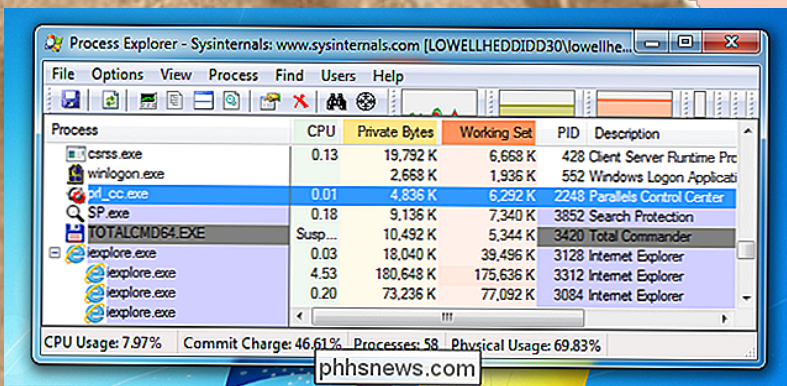 Process Explorer - Sysinternals: www.sysinternals.com [LOWELLHEDDIDD30\lowellhe...
File Options View Process Find Users Help
Process CPU Private Bytes Working Set PID Description
csrss.exe 0.13 19,792 K 6,668 K 428 Client Server Runtime Prc
winlogon.exe 2,668 K 1,936 K 552 Windows Logon Applicati
prl_cc.exe 0.01 4,836 K 6,292 K 2248 Parallels Control Center
SP.exe 0.18 9,136 K 7,340 K 3852 Search Protection
TOTALCMD64.EXE Susp... 10,492 K 5,344 K 3420 Total Commander
iexplore.exe 0.03 18,040 K 39,496 K 3128 Internet Explorer
iexplore.exe 4.53 180,648 K 175,636 K 3312 Internet Explorer
iexplore.exe 0.20 73,236 K 77,092 K 3084 Internet Explorer
iexplore.exe
CPU Usage: 7.97% Commit Charge: 46.61% Processes: 58 Physical Usage: 69.83%
phhsnews.com